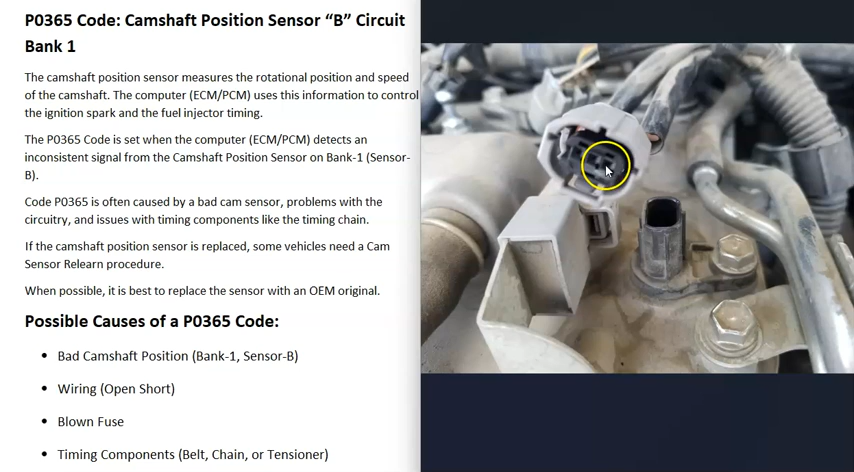 P0365 Code: Camshaft Position Sensor “B” Circuit
Bank 1
The camshaft position sensor measures the rotational position and speed
of the camshaft. The computer (ECM/PCM) uses this information to control
the ignition spark and the fuel injector timing.
The P0365 Code is set when the computer (ECM/PCM) detects an
inconsistent signal from the Camshaft Position Sensor on Bank-1 (Sensor-
B).
Code P0365 is often caused by a bad cam sensor, problems with the
circuitry, and issues with timing components like the timing chain.
If the camshaft position sensor is replaced, some vehicles need a Cam
Sensor Relearn procedure.
When possible, it is best to replace the sensor with an OEM original.
Possible Causes of a P0365 Code:
• Bad Camshaft Position (Bank-1, Sensor-B)
• Wiring (Open Short)
• Blown Fuse
• Timing Components (Belt, Chain, or Tensioner)